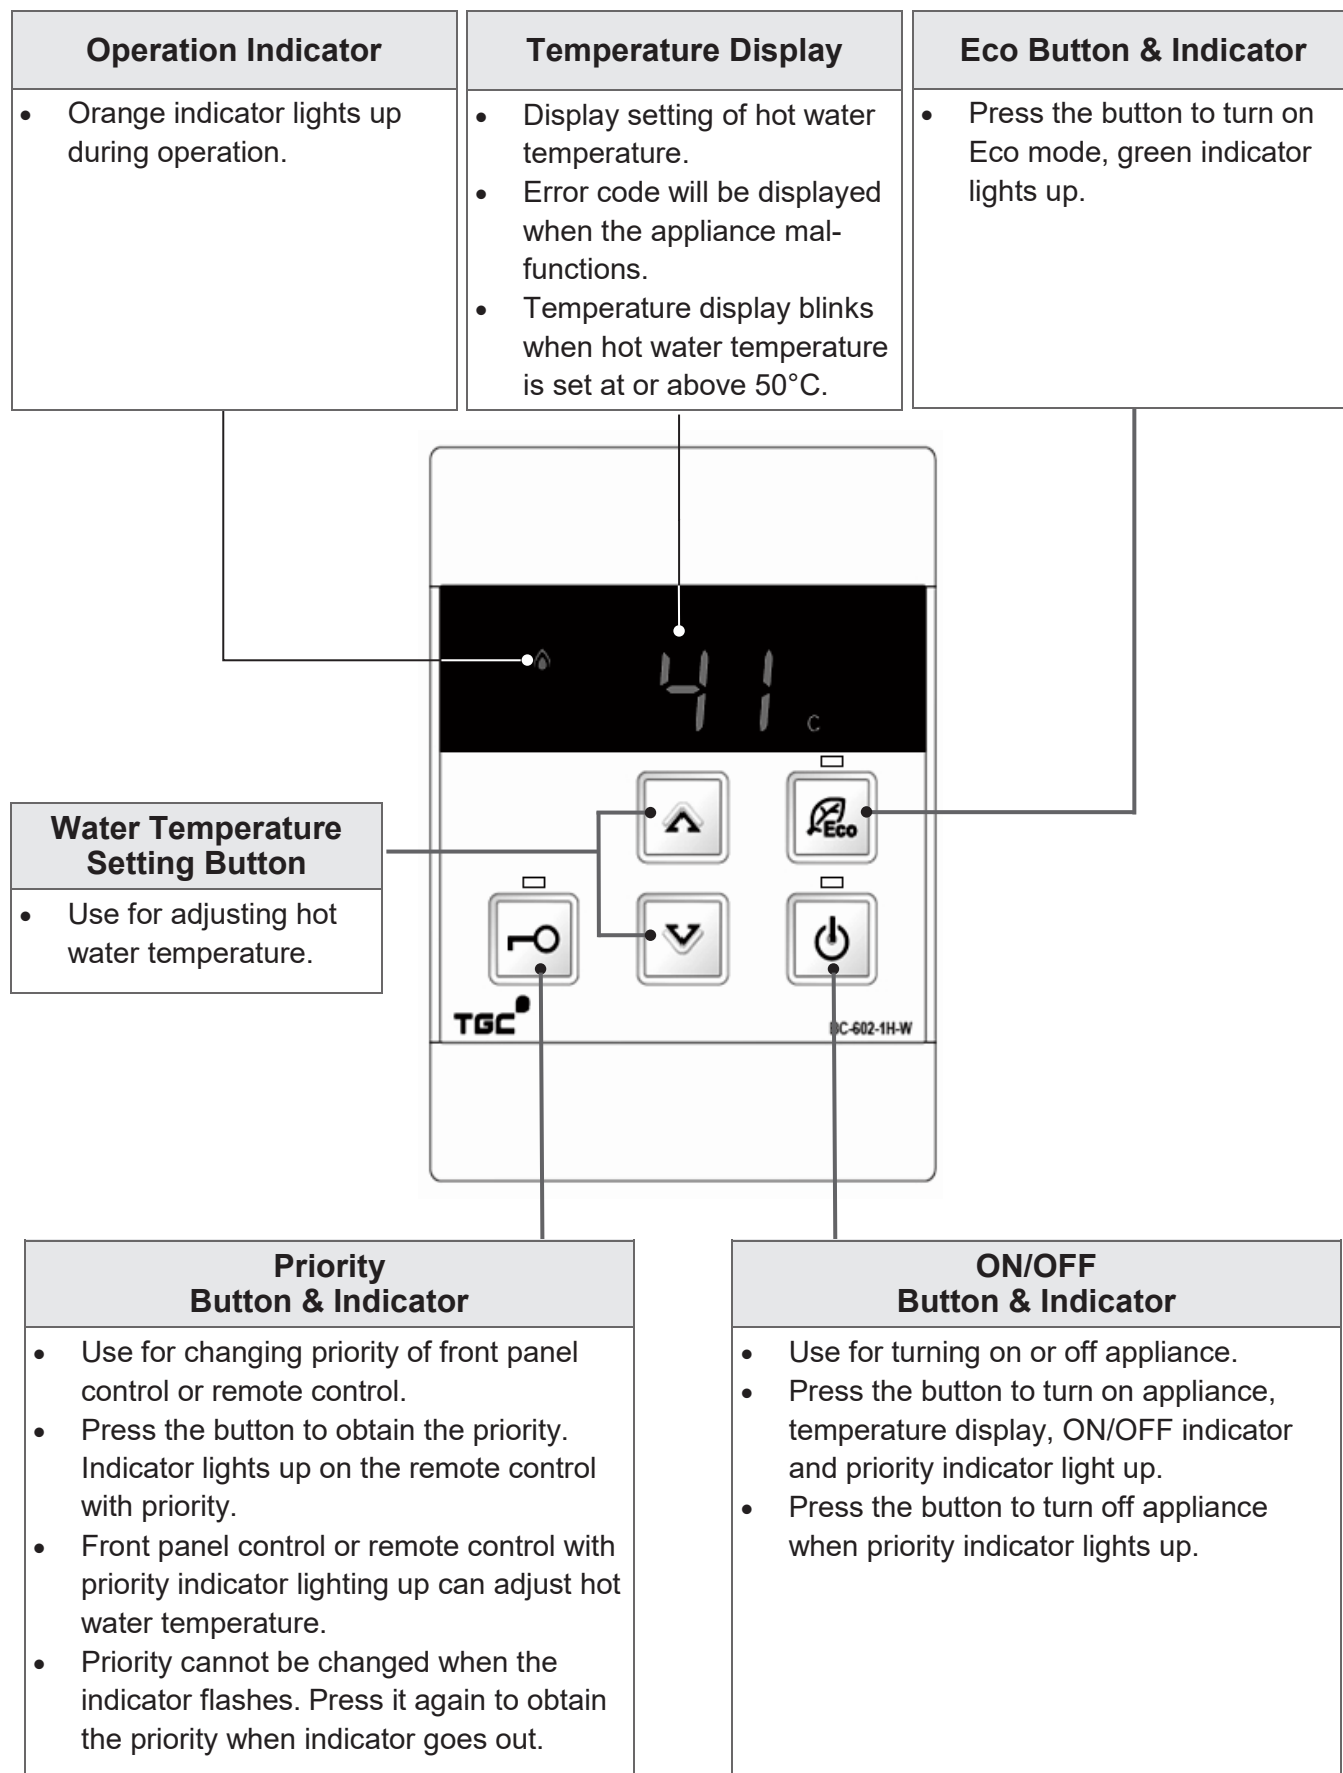 Operation Indicator
• Orange indicator lights up
during operation.
Temperature Display
• Display setting of hot water
temperature.
• Error code will be displayed
when the appliance mal-
functions.
• Temperature display blinks
when hot water temperature
is set at or above 50°C.
Eco Button & Indicator
• Press the button to turn on
Eco mode, green indicator
lights up.
41 C
Eco
Water Temperature
Setting Button
• Use for adjusting hot
water temperature.
TGC
BC-602-1H-W
Priority
Button & Indicator
• Use for changing priority of front panel
control or remote control.
• Press the button to obtain the priority.
Indicator lights up on the remote control
with priority.
• Front panel control or remote control with
priority indicator lighting up can adjust hot
water temperature.
• Priority cannot be changed when the
indicator flashes. Press it again to obtain
the priority when indicator goes out.
ON/OFF
Button & Indicator
• Use for turning on or off appliance.
• Press the button to turn on appliance,
temperature display, ON/OFF indicator
and priority indicator light up.
• Press the button to turn off appliance
when priority indicator lights up.